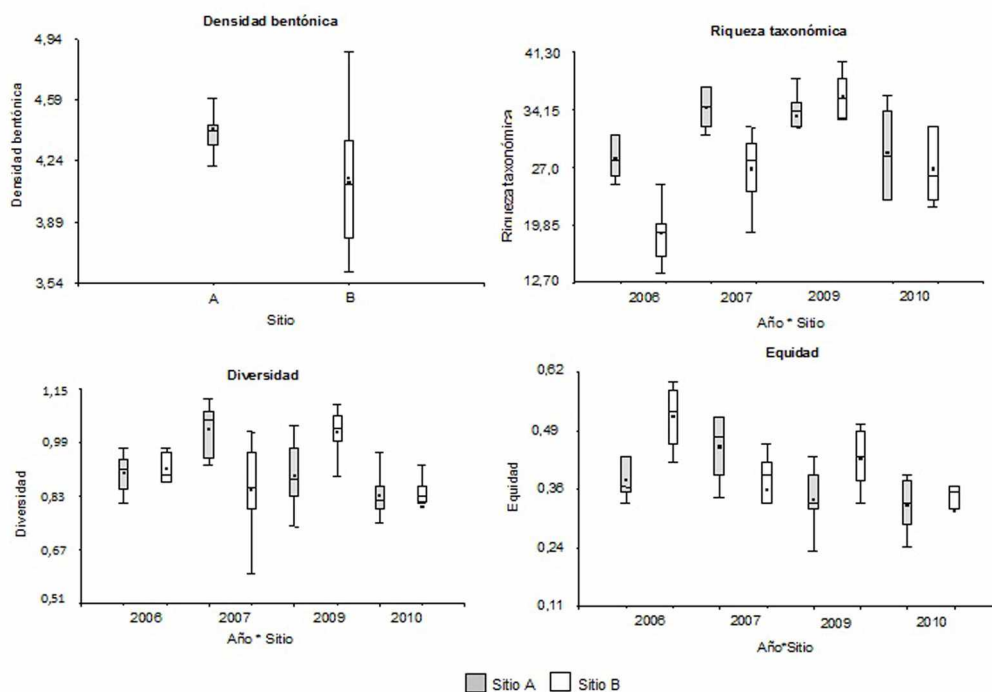 Densidad bentónica
Densidad bentónica
4,94
4,59
4,24
3,89
3,54
A
B
Sitio
Riqueza taxonómica
Riqueza taxonómica
41,30
34,15
27,0
19,85
12,70
2006
2007
2009
2010
Año * Sitio
Diversidad
Diversidad
1,15
0,99
0,83
0,67
0,51
2006
2007
2009
2010
Año * Sitio
Equidad
Equidad
0,62
0,49
0,36
0,24
0,11
2006
2007
2009
2010
Año*Sitio
Sitio A
Sitio B